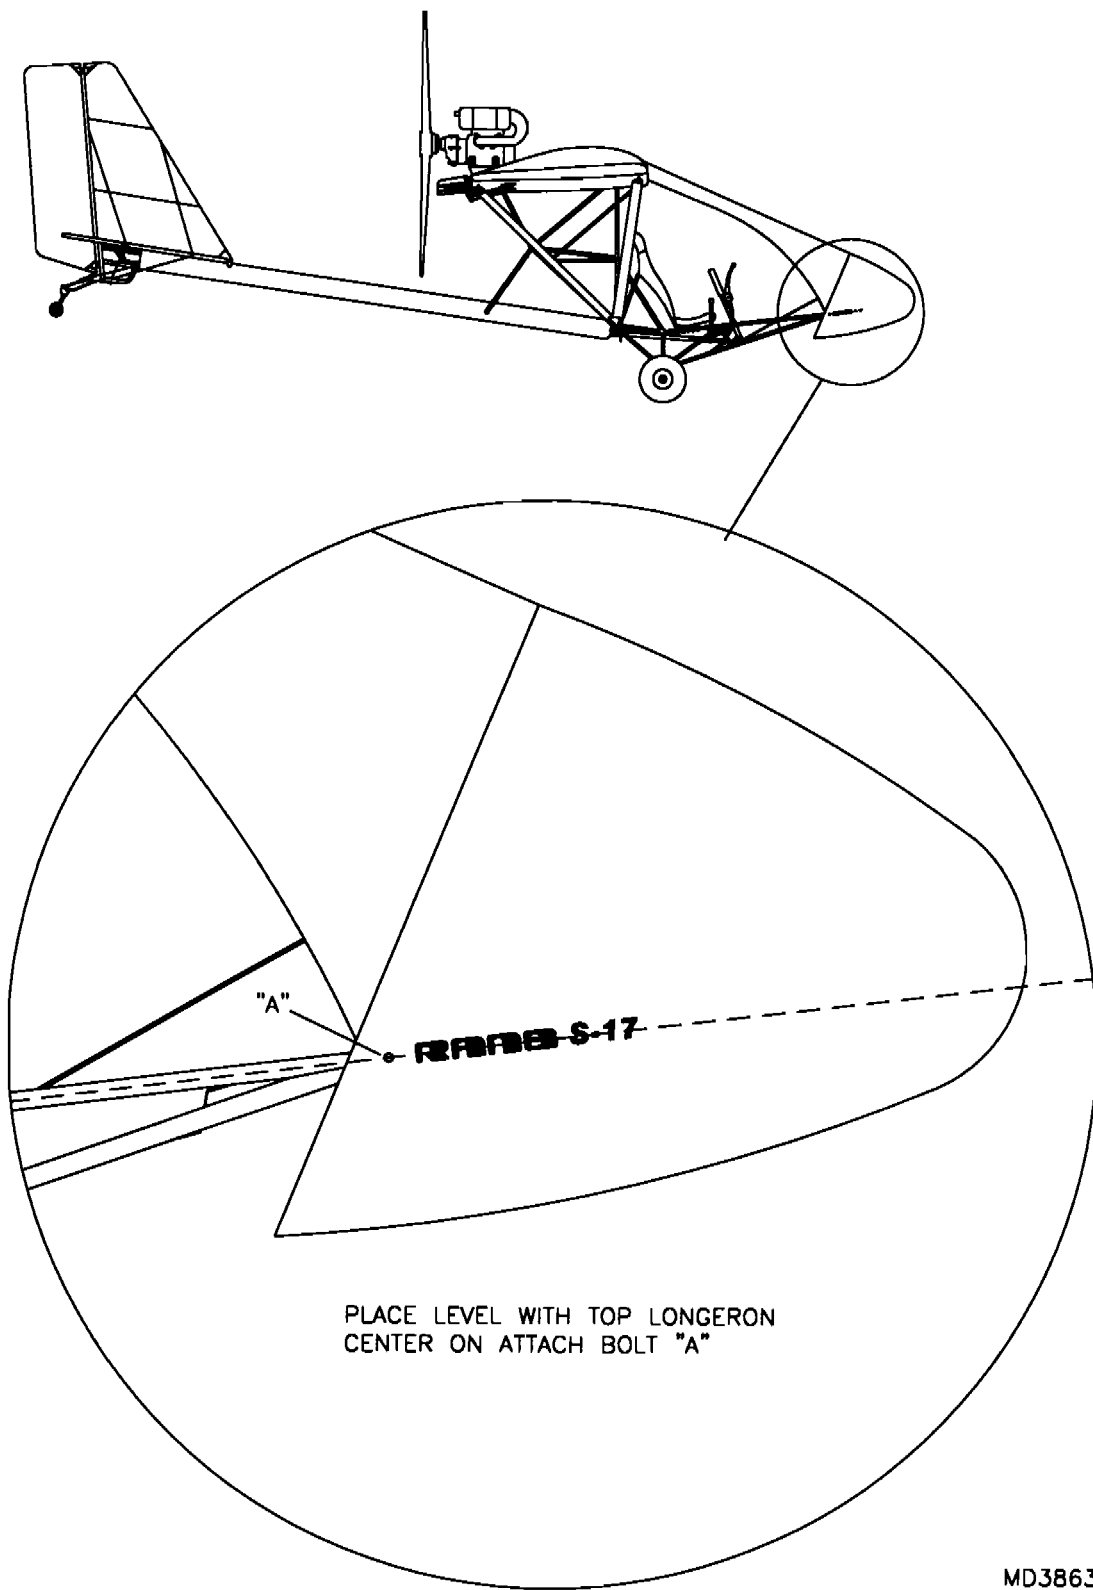 "A"
S-17
PLACE LEVEL WITH TOP LONGERON
CENTER ON ATTACH BOLT "A"
MD3863